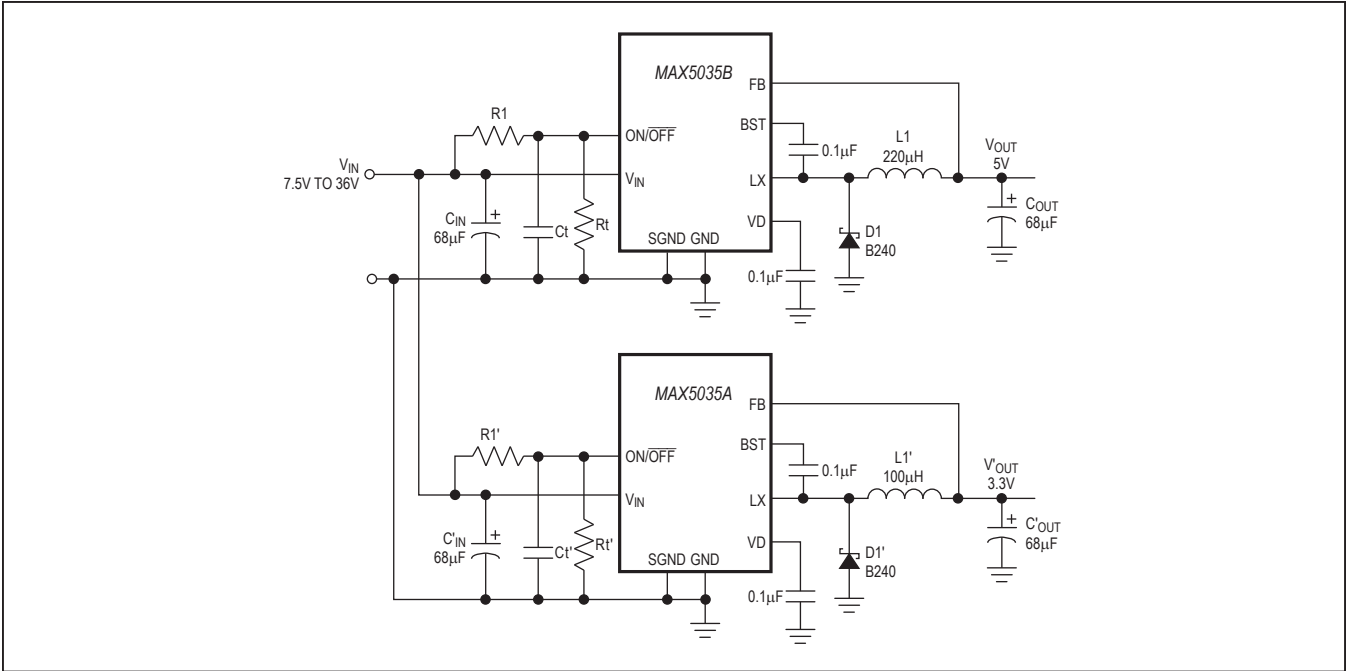 MAX5035B
FB
R1
BST
ON/OFF
0.1µF
L1
220µH
VOUT
5V
VIN
7.5V TO 36V
VIN
LX
CIN
68µF
+
Ct
Rt
VD
D1
B240
+
COUT
68µF
SGND GND
0.1µF
MAX5035A
FB
R1'
BST
ON/OFF
0.1µF
L1'
100µH
V'OUT
3.3V
VIN
LX
C'IN
68µF
+
Ct'
Rt'
VD
D1'
B240
+
C'OUT
68µF
SGND GND
0.1µF